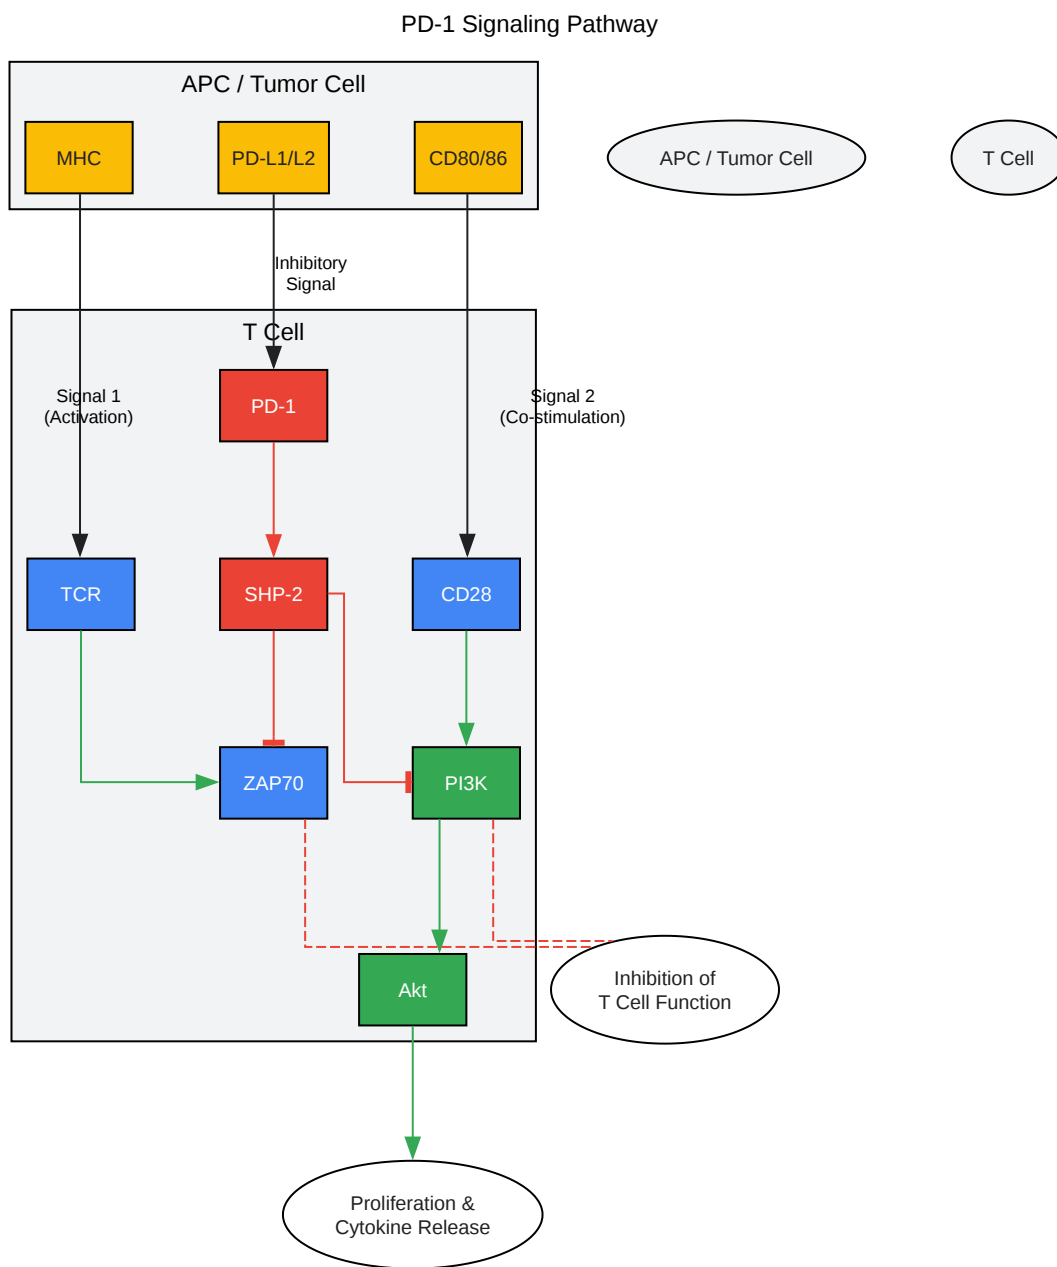 PD-1 Signaling Pathway
APC / Tumor Cell
MHC
PD-L1/L2
CD80/86
APC / Tumor Cell
T Cell
Inhibitory
Signal
T Cell
Signal 1
(Activation)
PD-1
Signal 2
(Co-stimulation)
TCR
SHP-2
CD28
ZAP70
PI3K
Akt
Inhibition of
T Cell Function
Proliferation &
Cytokine Release